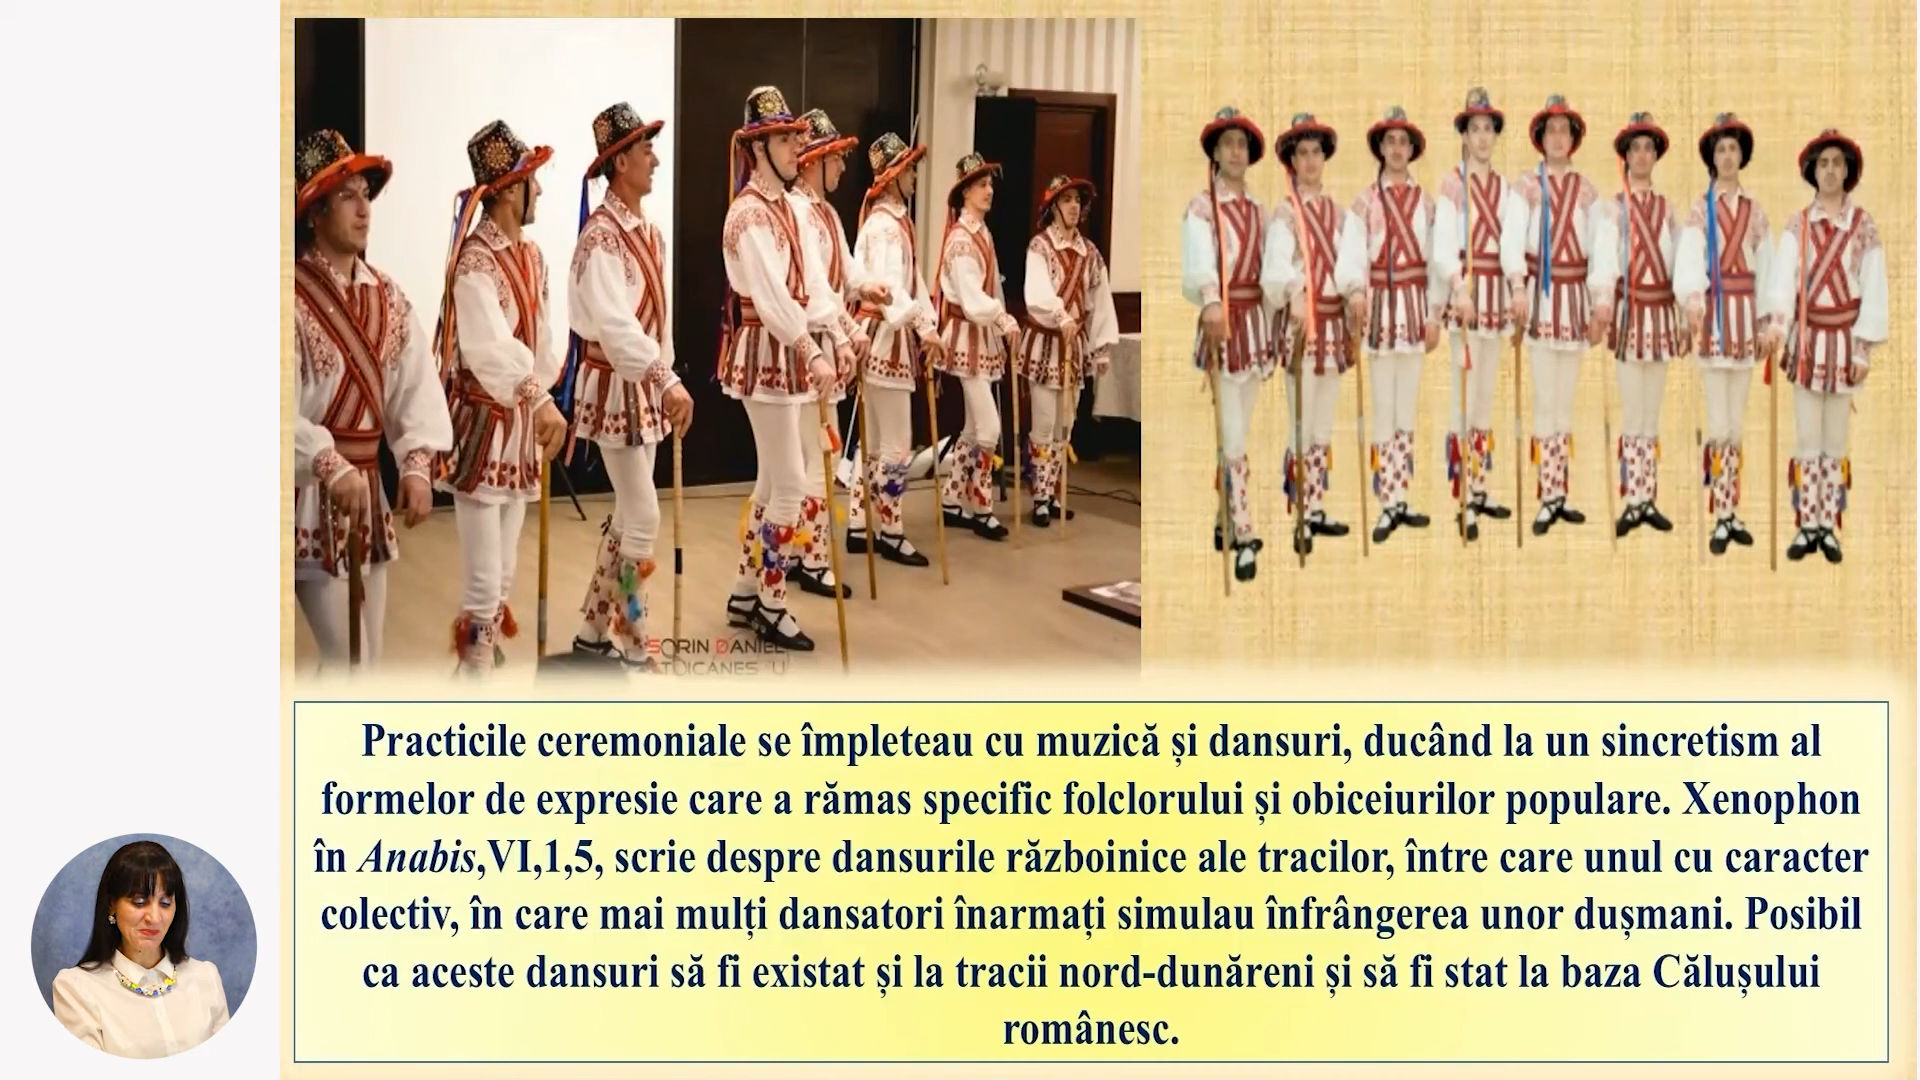 SORIN DANIEL
Practicile ceremoniale se împleteau cu muzică și dansuri, ducând la un sincretism al
formelor de expresie care a rămas specific folclorului și obiceiurilor populare. Xenophon
în Anabis,VI,1,5, scrie despre dansurile războinice ale tracilor, între care unul cu caracter
colectiv, în care mai mulți dansatori înarmați simulau înfrângerea unor dușmani. Posibil
ca aceste dansuri să fi existat și la tracii nord-dunăreni și să fi stat la baza Călușului
românesc.